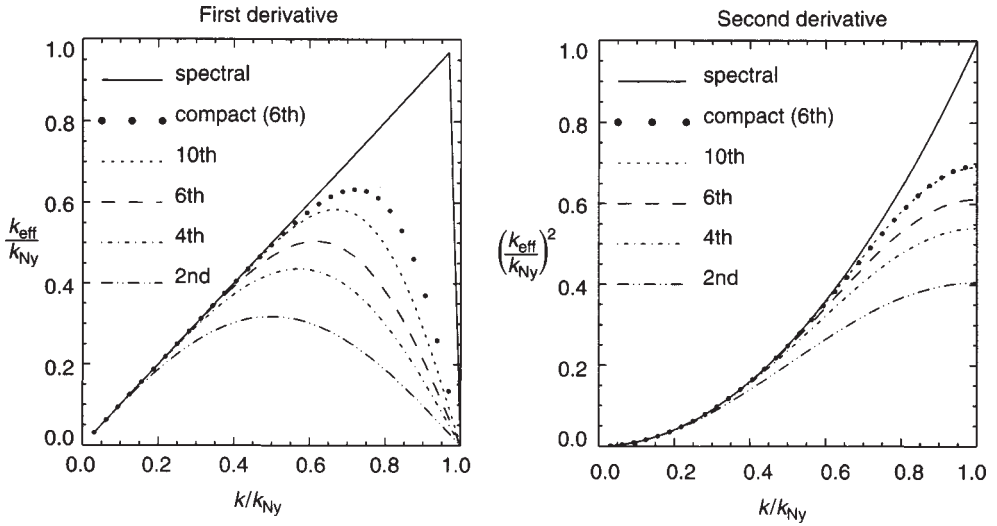 First derivative
1.0
0.8
0.6
0.4
0.2
0.0
k_eff
k_Ny
spectral
compact (6th)
10th
6th
4th
2nd
0.0 0.2 0.4 0.6 0.8 1.0
k/k_Ny
Second derivative
1.0
0.8
0.6
0.4
0.2
0.0
(k_eff/k_Ny)^2
spectral
compact (6th)
10th
6th
4th
2nd
0.0 0.2 0.4 0.6 0.8 1.0
k/k_Ny